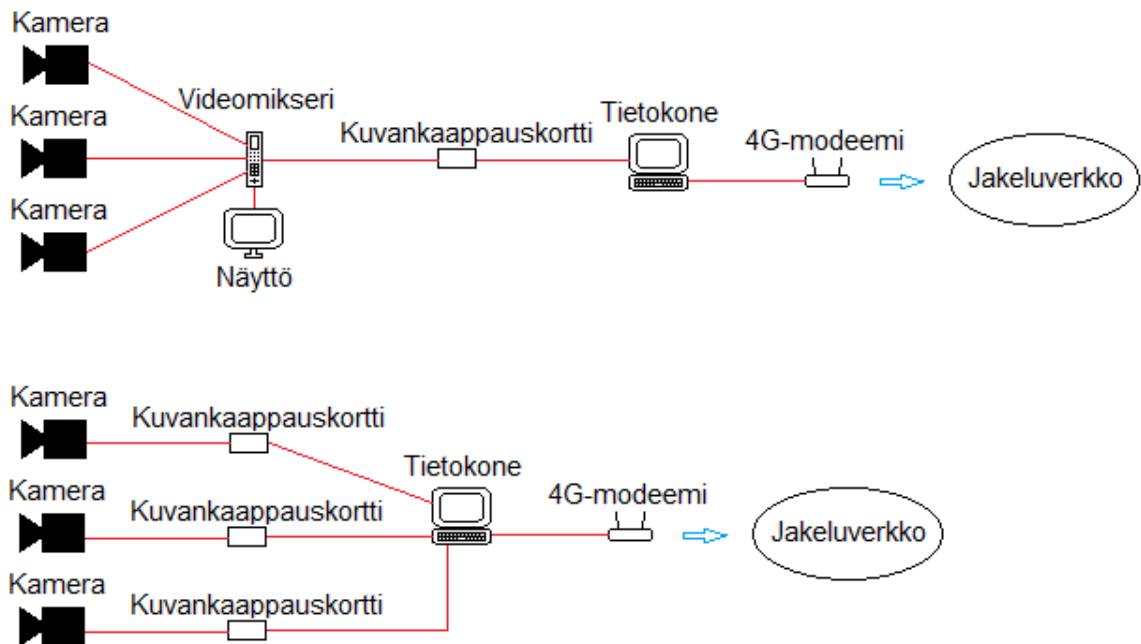 Kamera
Videomikseri
Kamera
Kuvankaappauskortti
Tietokone
4G-modeemi
Jakeluverkko
Kamera
Näyttö
Kamera
Kuvankaappauskortti
Tietokone
Kamera
Kuvankaappauskortti
4G-modeemi
Jakeluverkko
Kamera
Kuvankaappauskortti